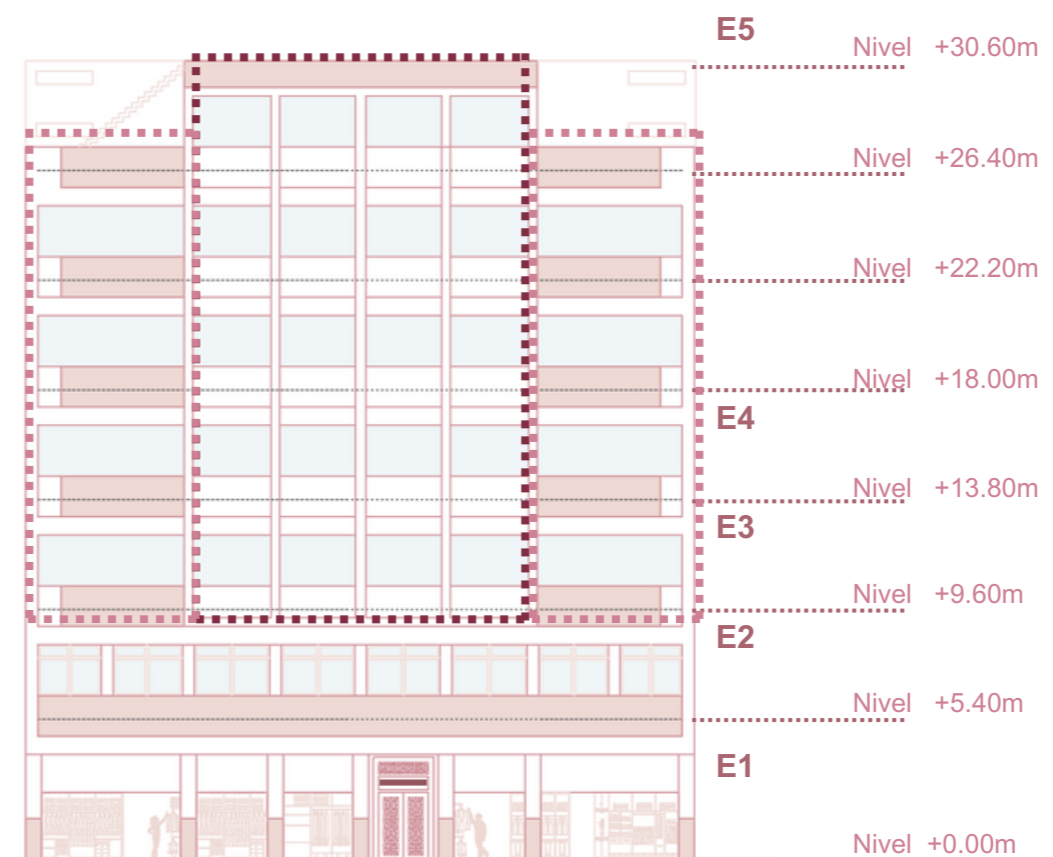 E5
Nivel +30.60m
Nivel +26.40m
Nivel +22.20m
Nivel +18.00m
E4
Nivel +13.80m
E3
Nivel +9.60m
E2
Nivel +5.40m
E1
Nivel +0.00m